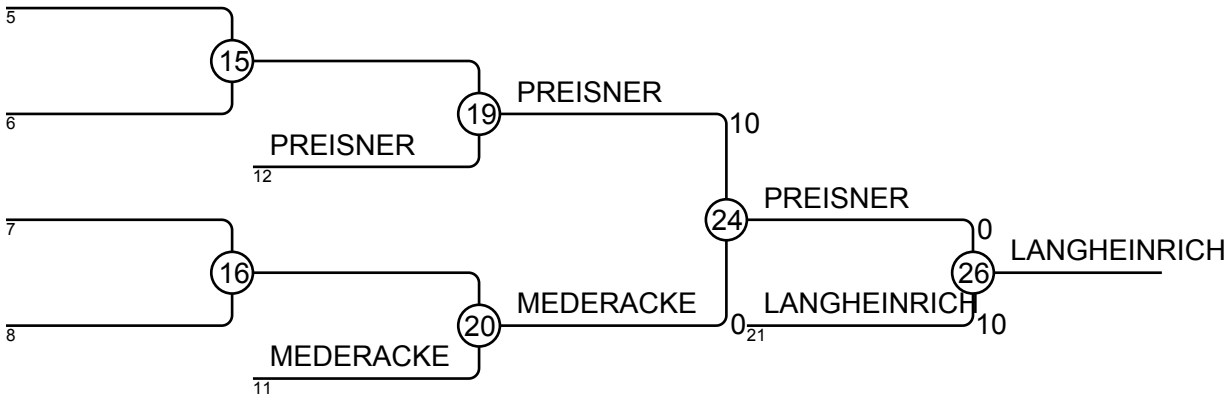 5
15
6
PREISNER
19
10
PREISNER
12
PREISNER
24
0
7
LANGHEINRICH
26
16
8
MEDERACKE
20
0
LANGHEINRICH
21
10
MEDERACKE
11